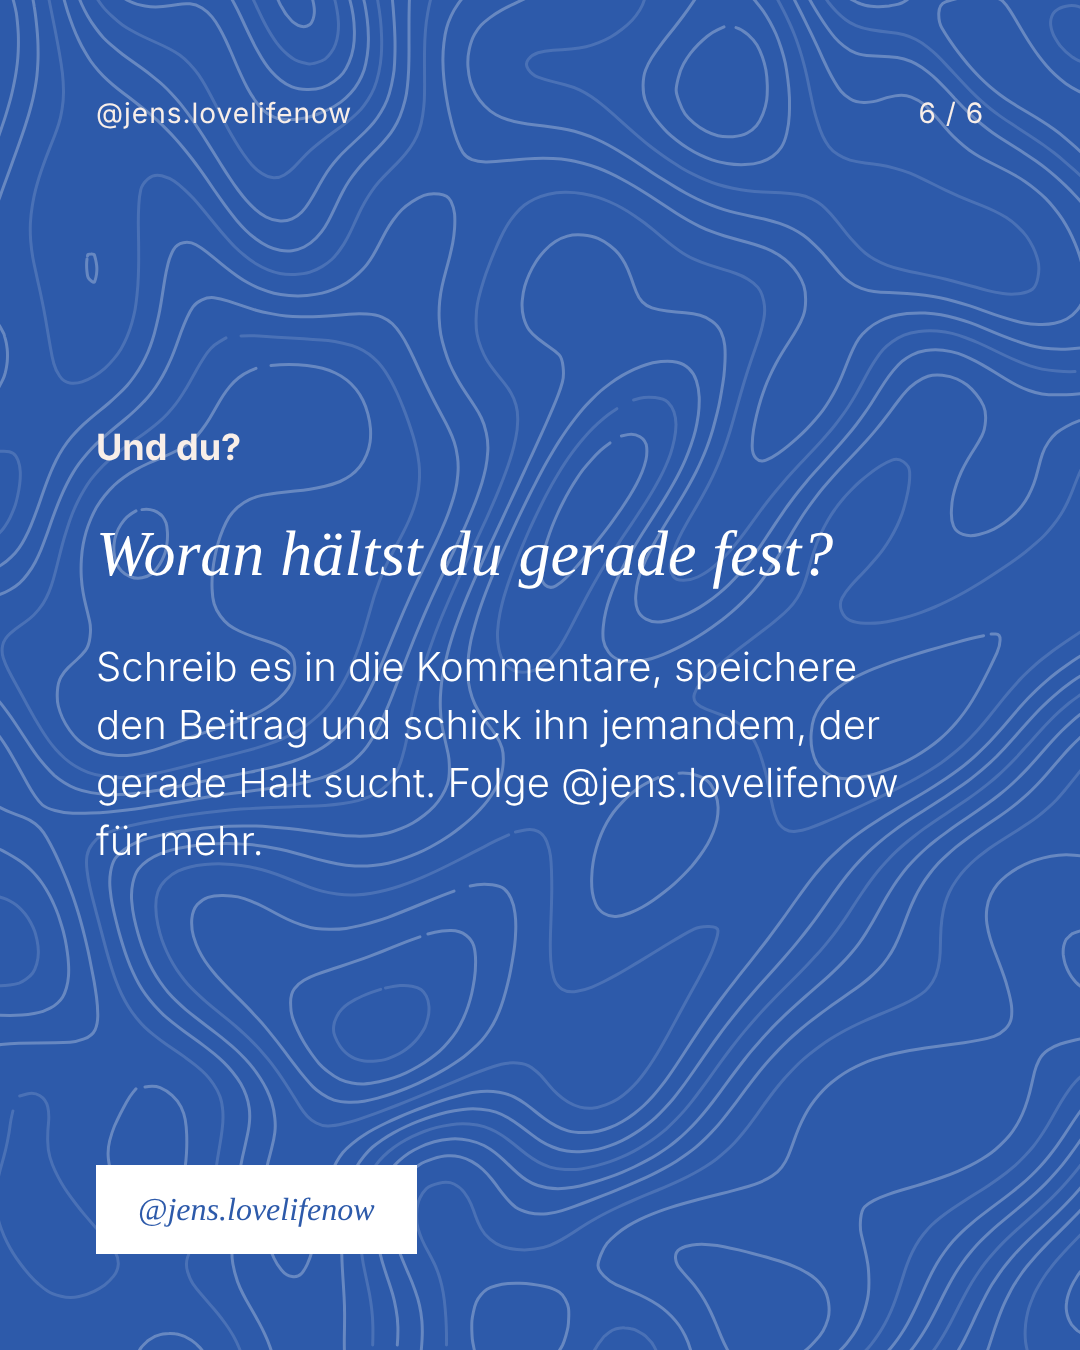 @jens.lovelifenow
6 / 6
Und du?
Woran hältst du gerade fest?
Schreib es in die Kommentare, speichere
den Beitrag und schick ihn jemandem, der
gerade Halt sucht. Folge @jens.lovelifenow
für mehr.
@jens.lovelifenow